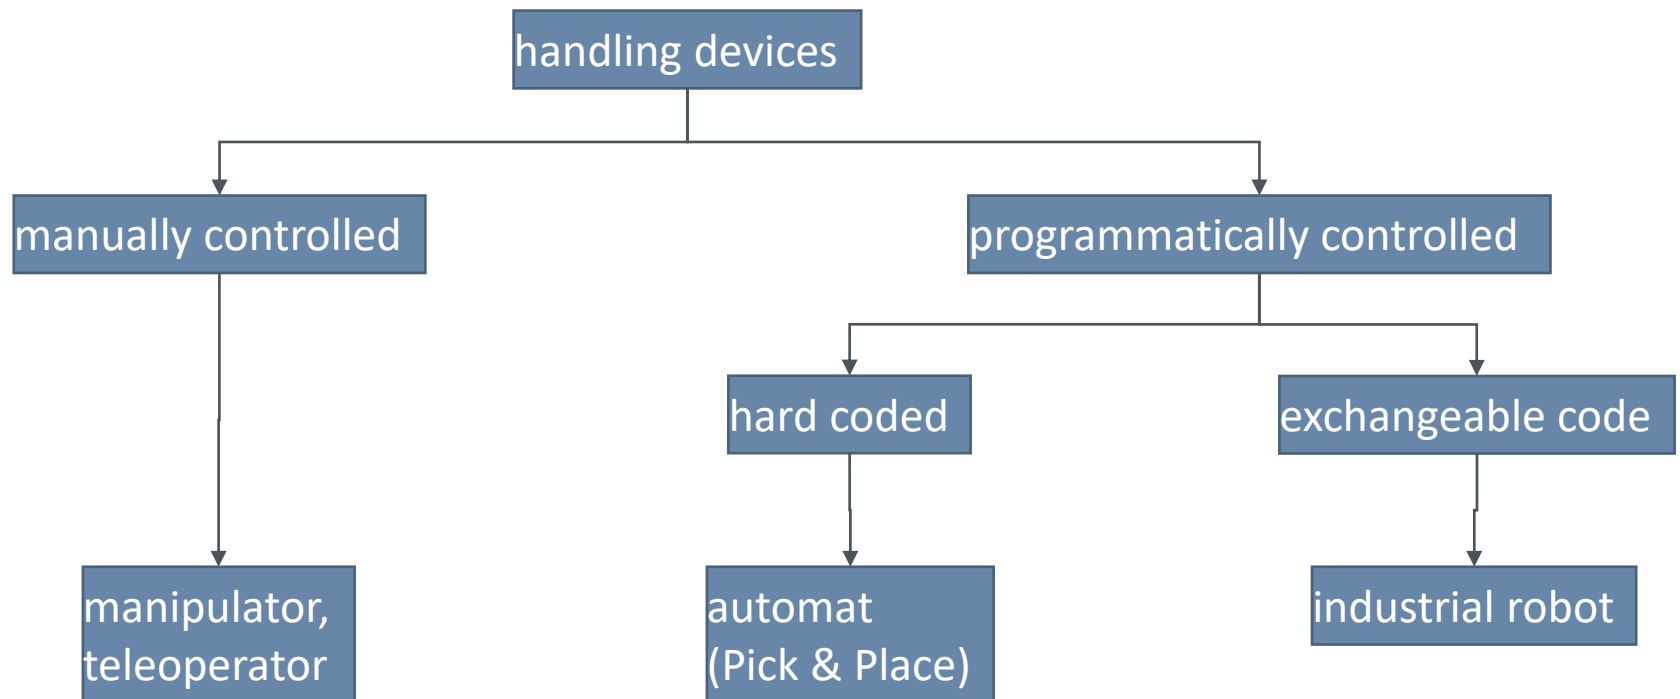 handling devices
manually controlled
programmatically controlled
hard coded
exchangeable code
manipulator,
teleoperator
automat
(Pick & Place)
industrial robot